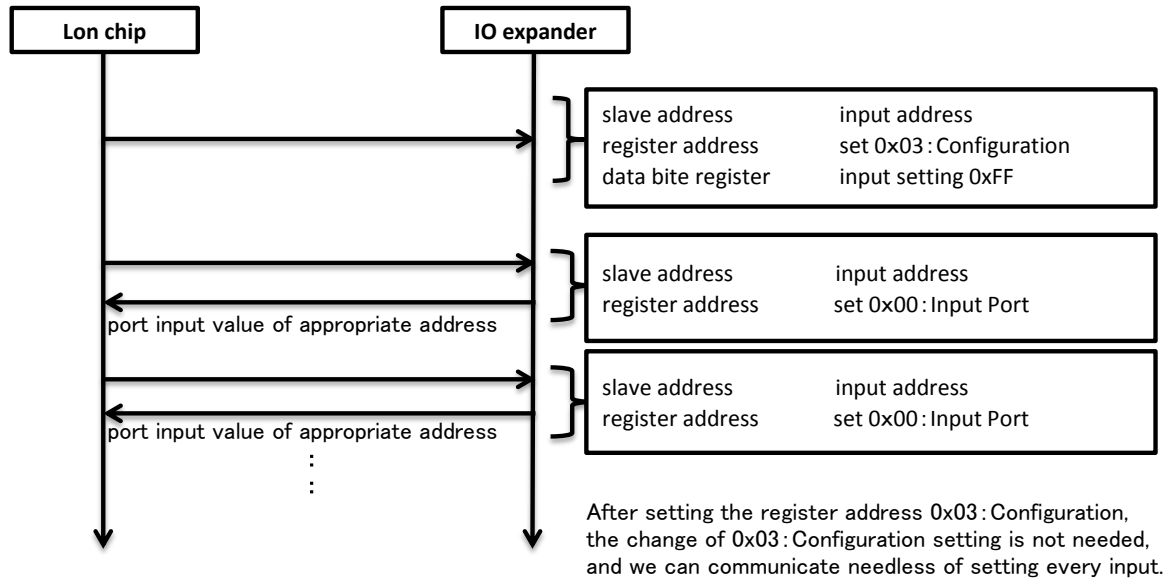 Lon chip
IO expander
slave address input address
register address set 0x03：Configuration
data bite register input setting 0xFF
slave address input address
register address set 0x00：Input Port
port input value of appropriate address
slave address input address
register address set 0x00：Input Port
port input value of appropriate address
After setting the register address 0x03：Configuration,
the change of 0x03：Configuration setting is not needed,
and we can communicate needless of setting every input.